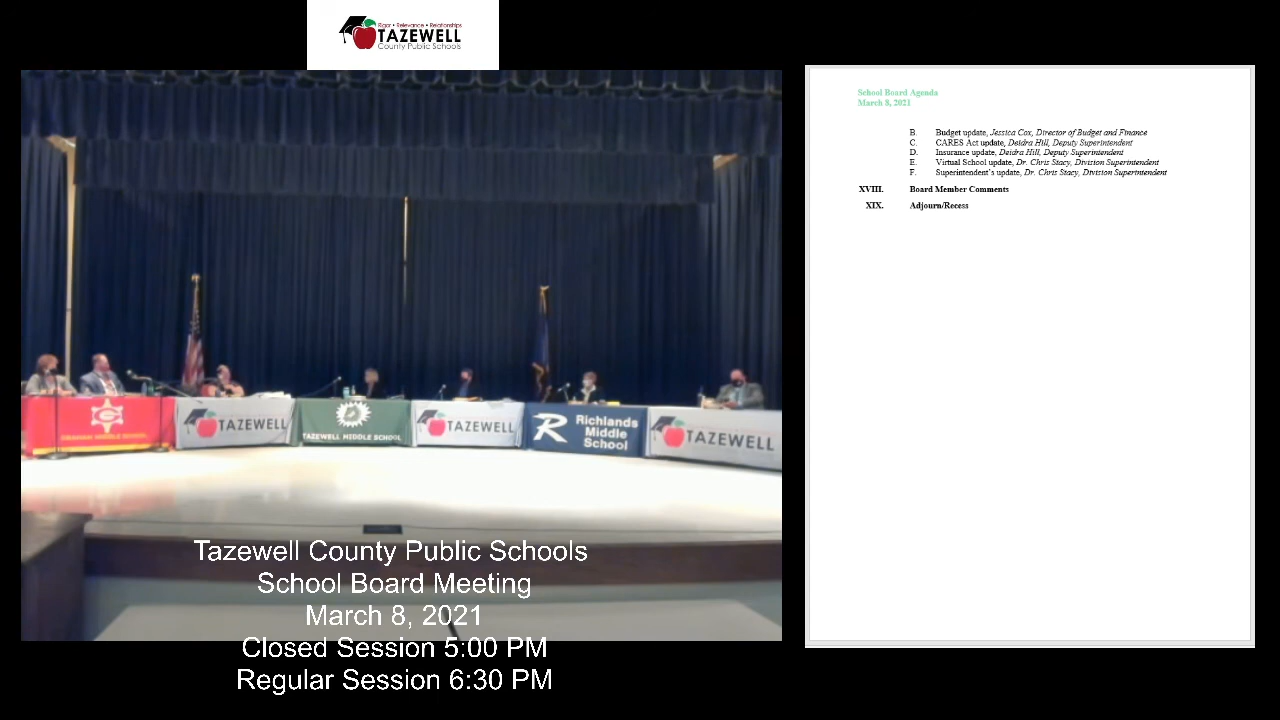 Rigor • Relevance • Relationships
TAZEWELL
County Public Schools
School Board Agenda
March 8, 2021
B. Budget update, Jessica Cox, Director of Budget and Finance
C. CARES Act update, Deidra Hill, Deputy Superintendent
D. Insurance update, Deidra Hill, Deputy Superintendent
E. Virtual School update, Dr. Chris Stacy, Division Superintendent
F. Superintendent's update, Dr. Chris Stacy, Division Superintendent
XVIII. Board Member Comments
XIX. Adjourn/Recess
G
GRAHAM MIDDLE SCHOOL
TAZEWELL
TAZEWELL MIDDLE SCHOOL
TAZEWELL
R
Richlands
Middle
School
TAZEWELL
Tazewell County Public Schools
School Board Meeting
March 8, 2021
Closed Session 5:00 PM
Regular Session 6:30 PM